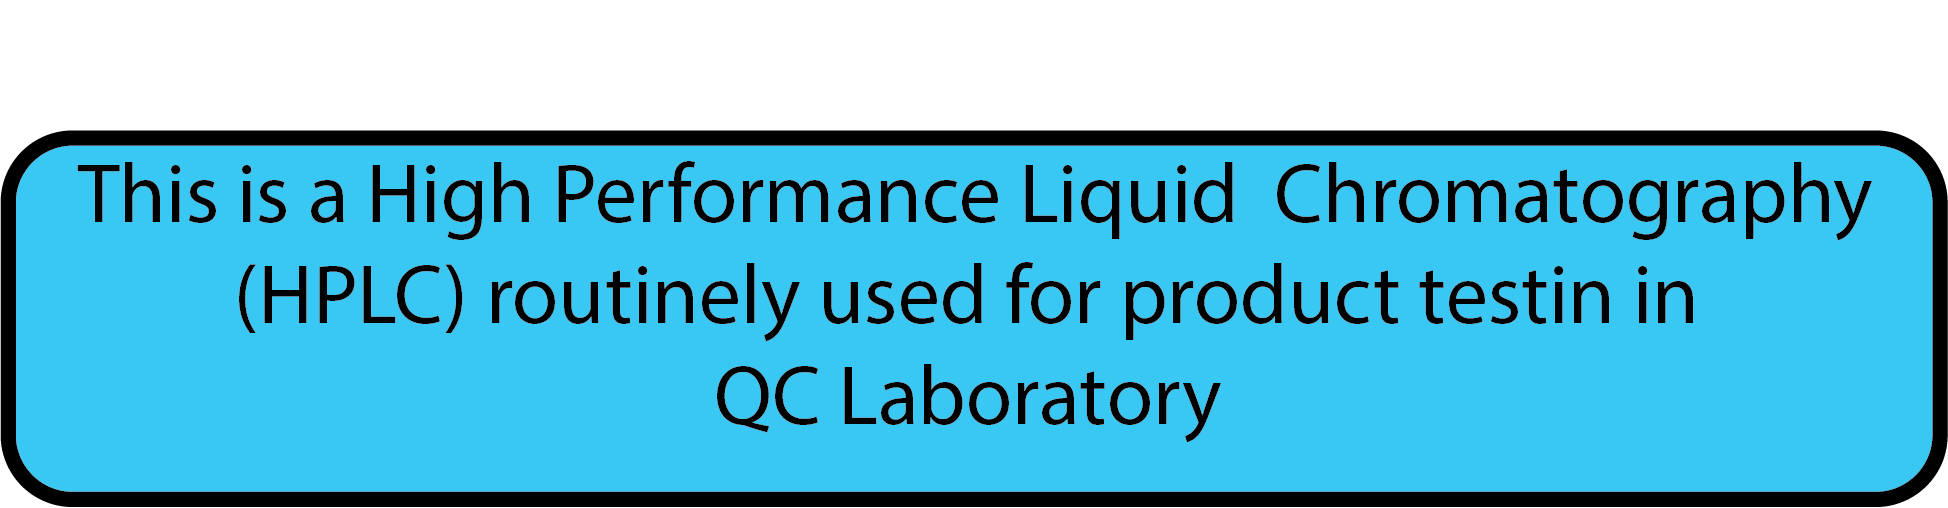 This is a High Performance Liquid  Chromatography
(HPLC) routinely used for product testin in
QC Laboratory